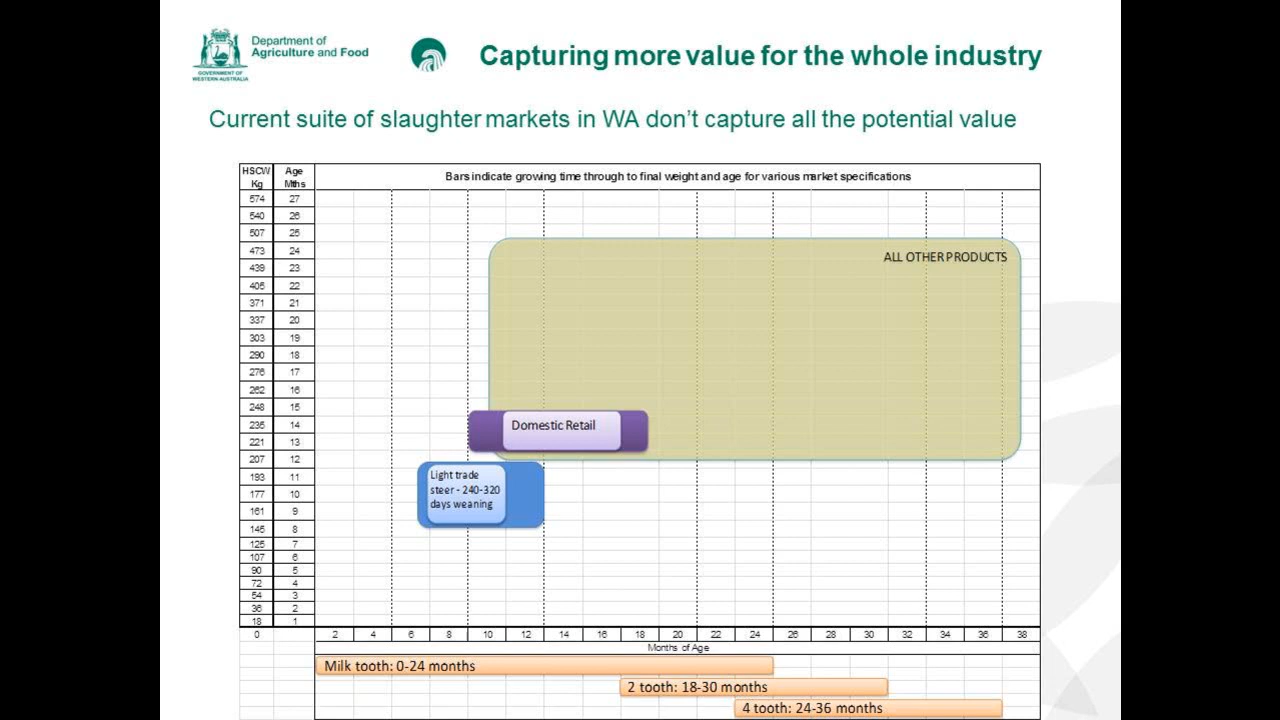 Department of
Agriculture and Food
GOVERNMENT OF
WESTERN AUSTRALIA
Capturing more value for the whole industry
Current suite of slaughter markets in WA don't capture all the potential value
HSCW Kg Age Mths Bars indicate growing time through to final weight and age for various market specifications
574 27
540 26
507 25
473 24
ALL OTHER PRODUCTS
439 23
405 22
371 21
337 20
303 19
290 18
276 17
262 16
248 15
235 14
Domestic Retail
221 13
207 12
193 11
Light trade
steer - 240-320
days weaning
177 10
161 9
145 8
125 7
107 6
90 5
72 4
54 3
36 2
18 1
0 2 4 6 8 10 12 14 16 18 20 22 24 26 28 30 32 34 36 38
Months of Age
Milk tooth: 0-24 months
2 tooth: 18-30 months
4 tooth: 24-36 months